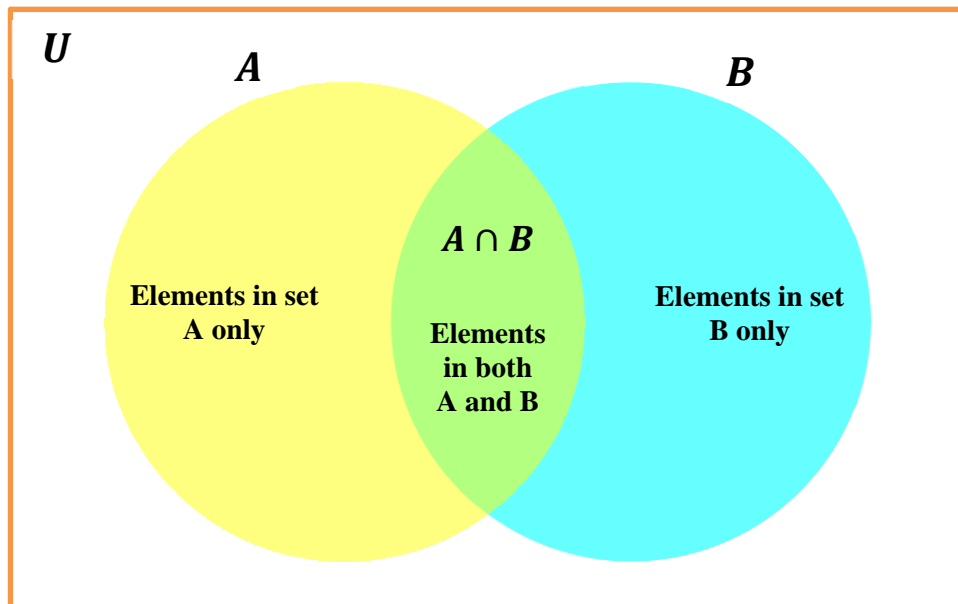 U
A
B
A ∩ B
Elements in set
A only
Elements
in both
A and B
Elements in set
B only